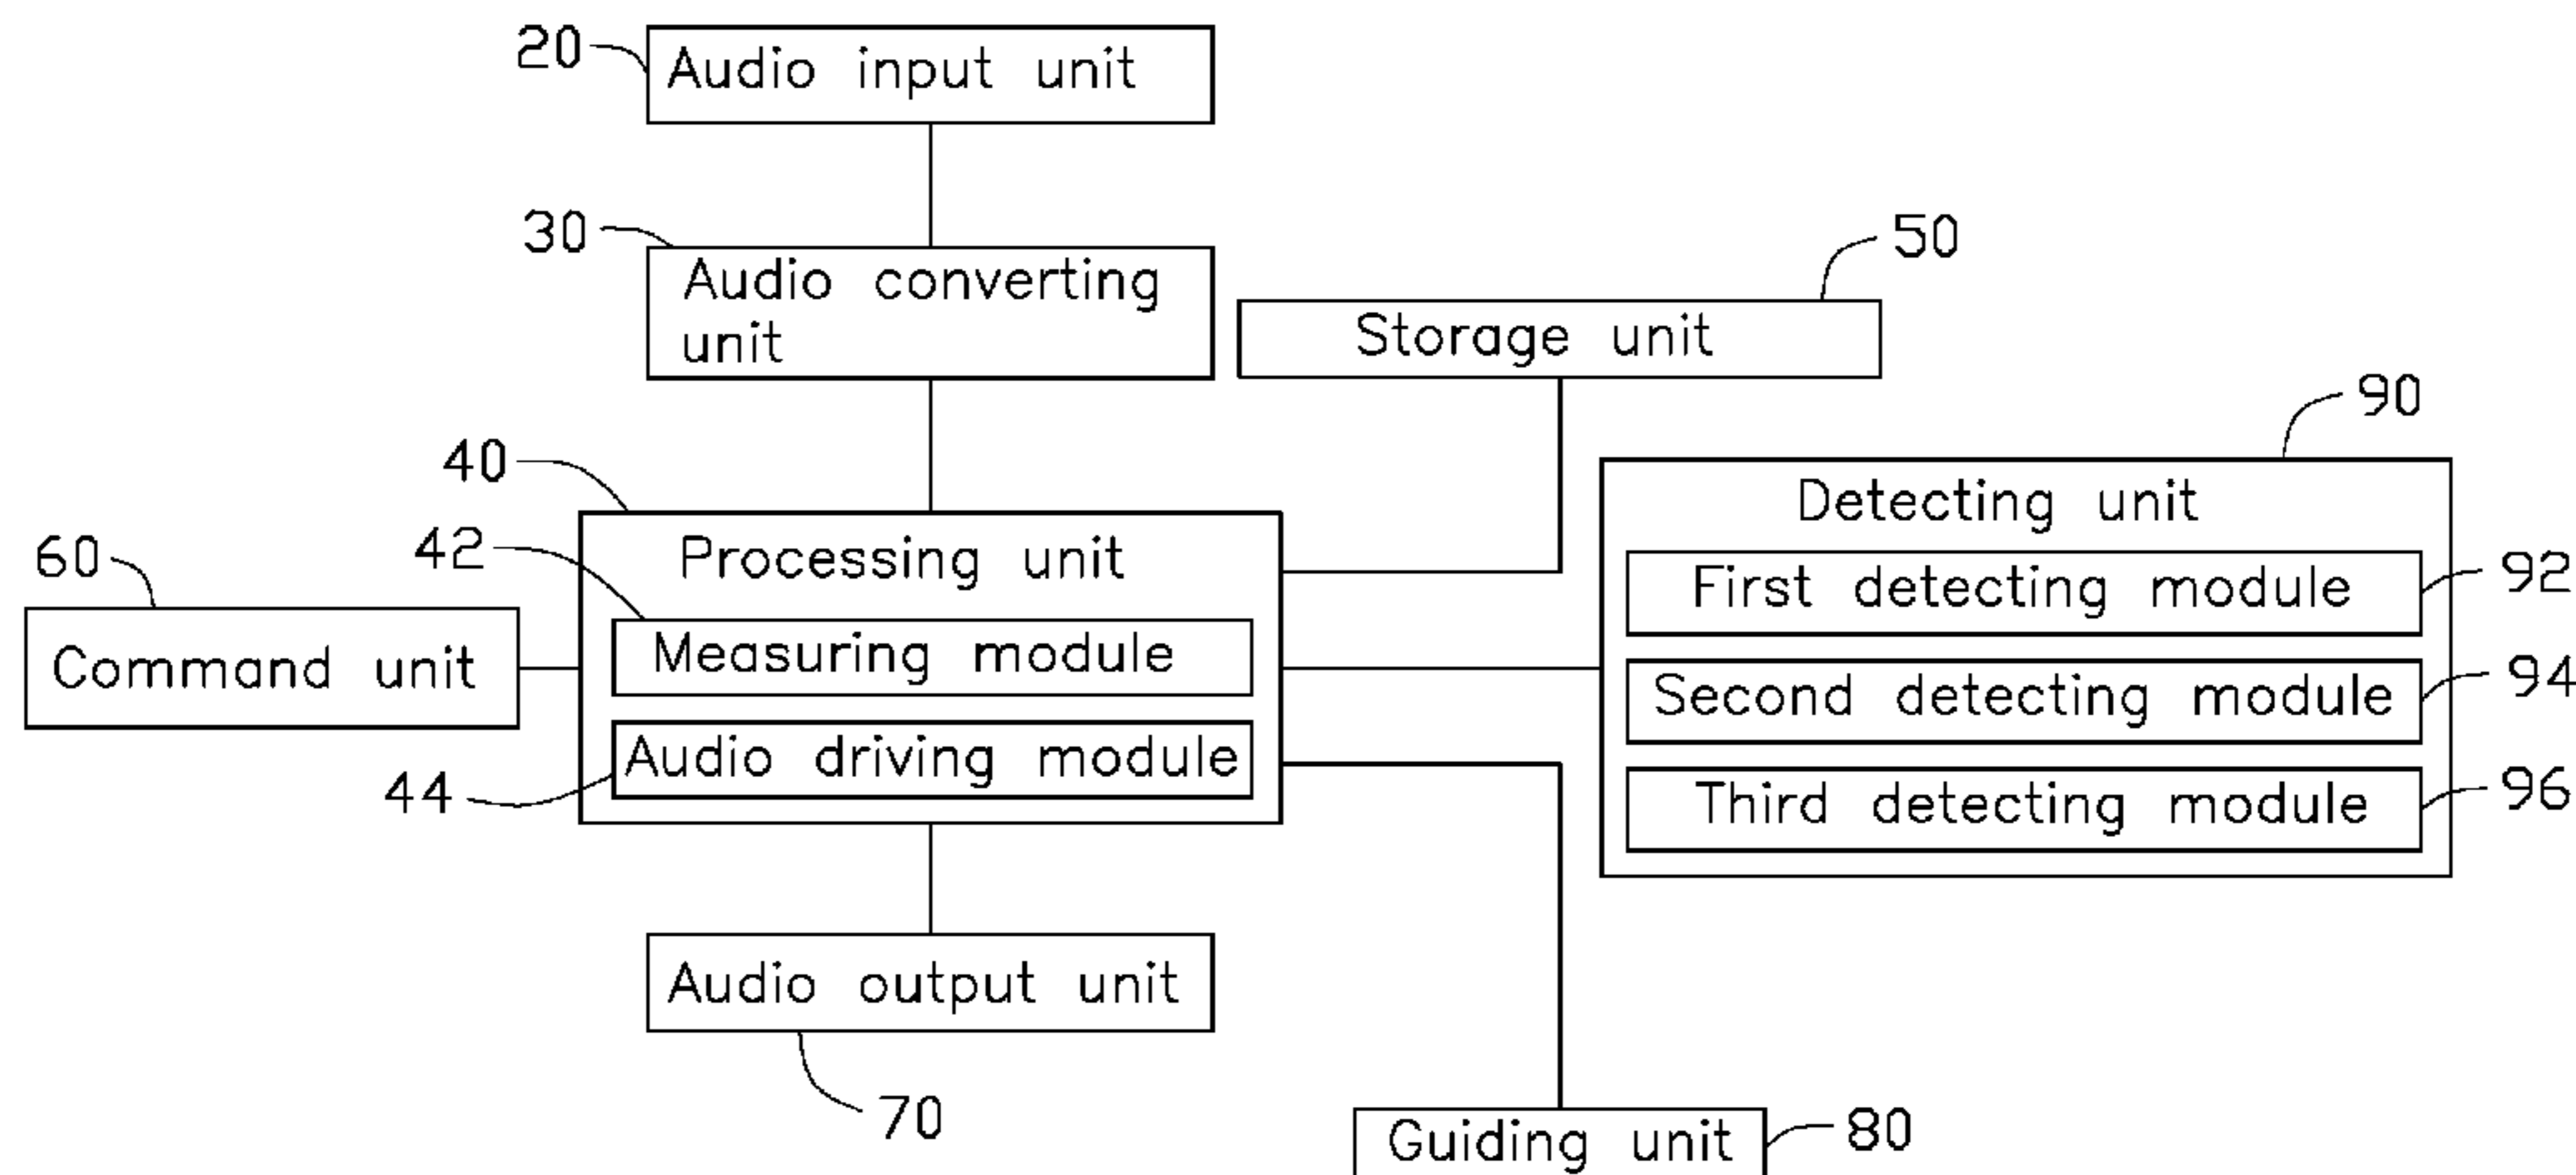 20
Audio input unit
30
Audio converting
unit
50
Storage unit
90
Detecting unit
First detecting module
92
Second detecting module
94
Third detecting module
96
40
Processing unit
42
Measuring module
Audio driving module
44
60
Command unit
Audio output unit
70
Guiding unit
80